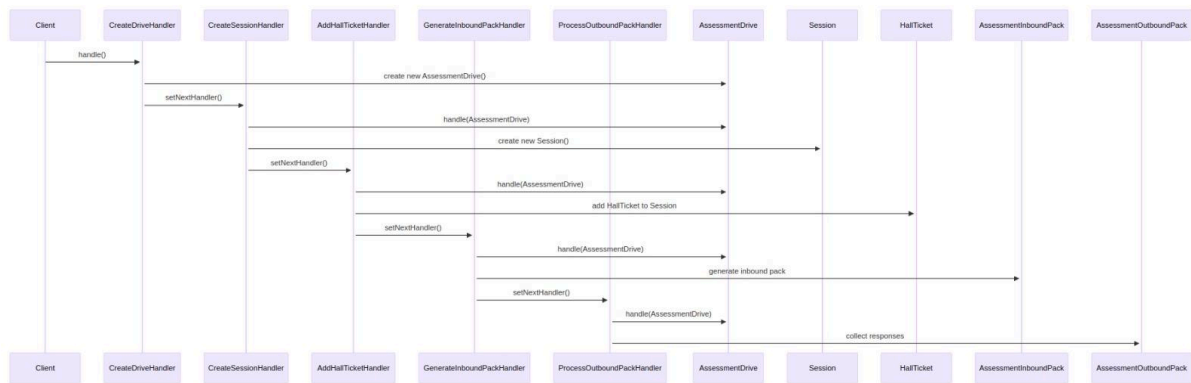 Client
CreateDriveHandler
CreateSessionHandler
AddHallTicketHandler
GenerateInboundPackHandler
ProcessOutboundPackHandler
AssessmentDrive
Session
HallTicket
AssessmentInboundPack
AssessmentOutboundPack
handle()
create new AssessmentDrive()
setNextHandler()
handle(AssessmentDrive)
create new Session()
setNextHandler()
handle(AssessmentDrive)
add HallTicket to Session
setNextHandler()
handle(AssessmentDrive)
generate inbound pack
setNextHandler()
handle(AssessmentDrive)
collect responses
Client
CreateDriveHandler
CreateSessionHandler
AddHallTicketHandler
GenerateInboundPackHandler
ProcessOutboundPackHandler
AssessmentDrive
Session
HallTicket
AssessmentInboundPack
AssessmentOutboundPack